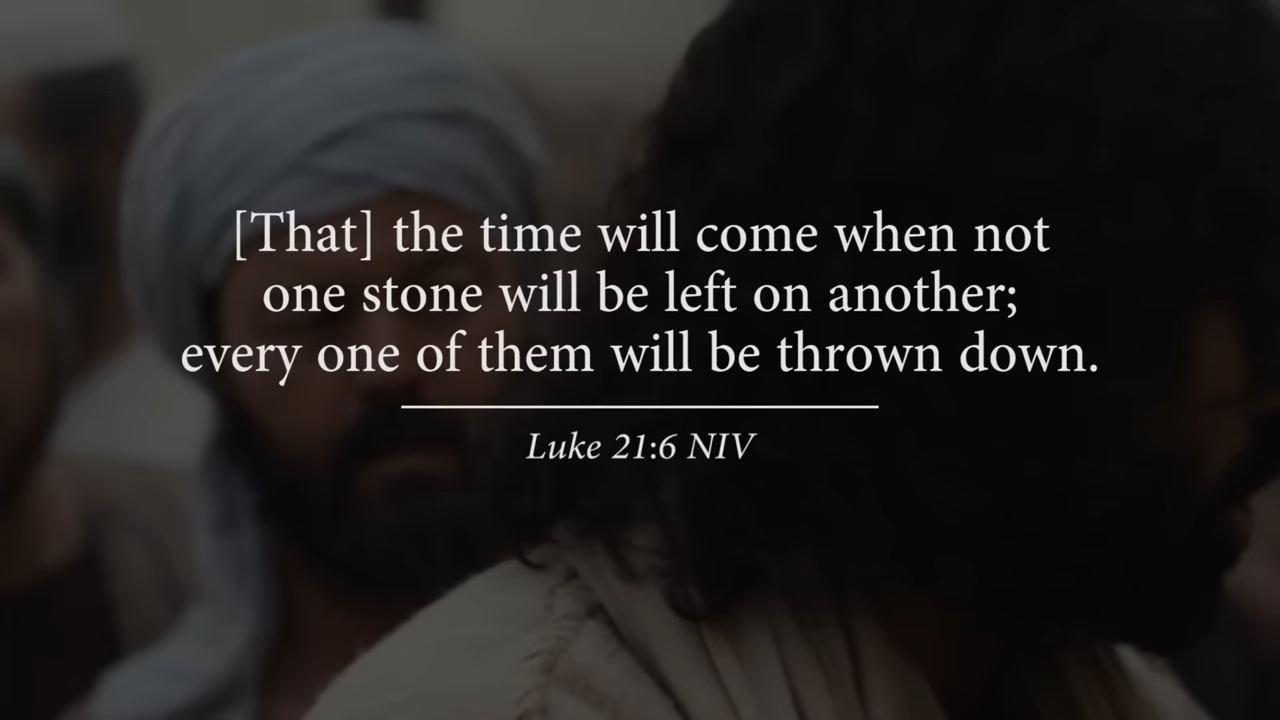 [That] the time will come when not
one stone will be left on another;
every one of them will be thrown down.
Luke 21:6 NIV